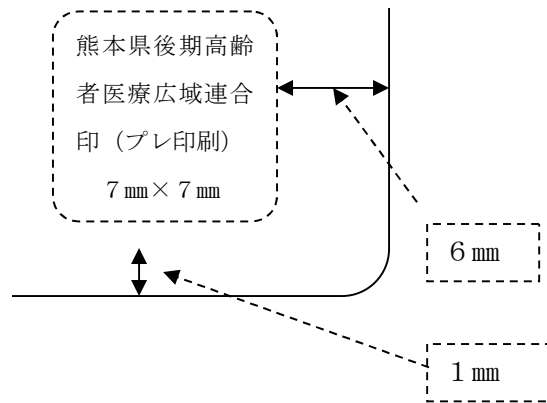 熊本県後期高齢
者医療広域連合
印（プレ印刷）
７㎜×７㎜
６㎜
１㎜